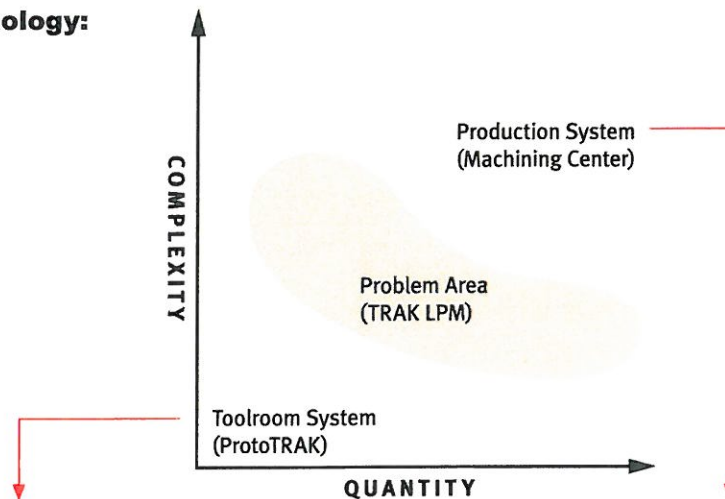 ology:
Production System
(Machining Center)
COMPLEXITY
Problem Area
(TRAK LPM)
Toolroom System
(ProtoTRAK)
QUANTITY